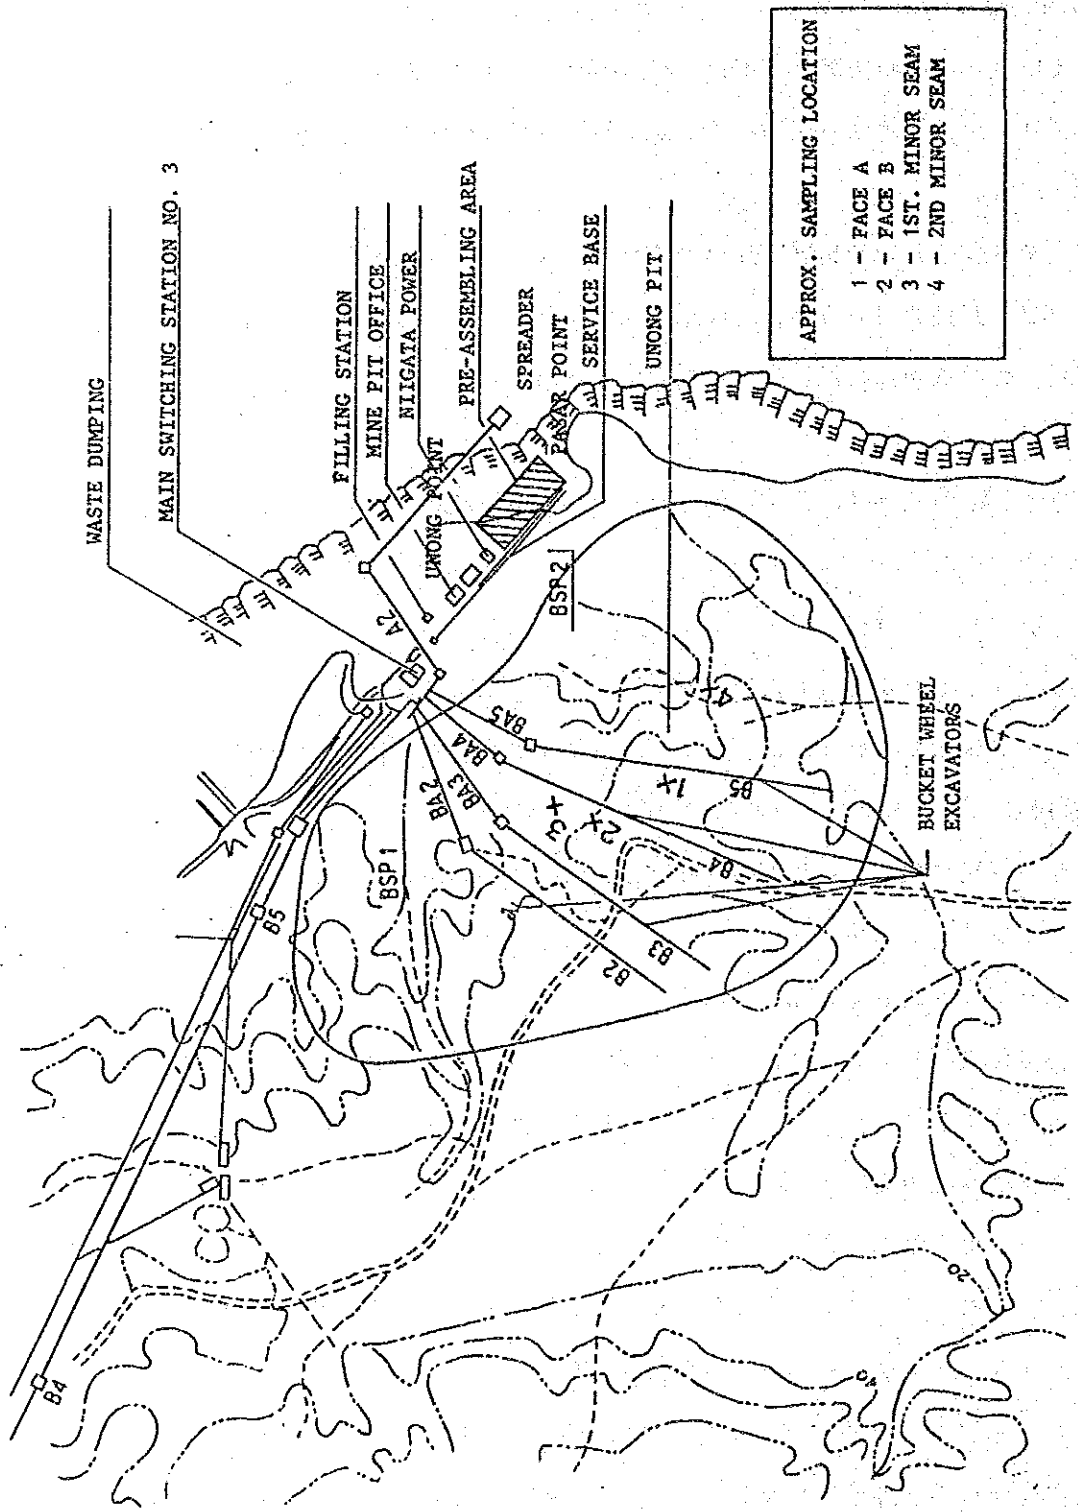 WASTE DUMPING
MAIN SWITCHING STATION NO. 3
FILLING STATION
MINE PIT OFFICE
NIIGATA POWER
UNONG POINT
PRE-ASSEMBLING AREA
SPREADER
PASAR POINT
SERVICE BASE
UNONG PIT
APPROX. SAMPLING LOCATION
1 - FACE A
2 - FACE B
3 - 1ST. MINOR SEAM
4 - 2ND MINOR SEAM
A2
BSP2
BSP1
BA2
BA3
BA4
BA5
B5
B4
3+
2x
1x
4x
B5
B4
B3
B2
BUCKET WHEEL
EXCAVATORS
20